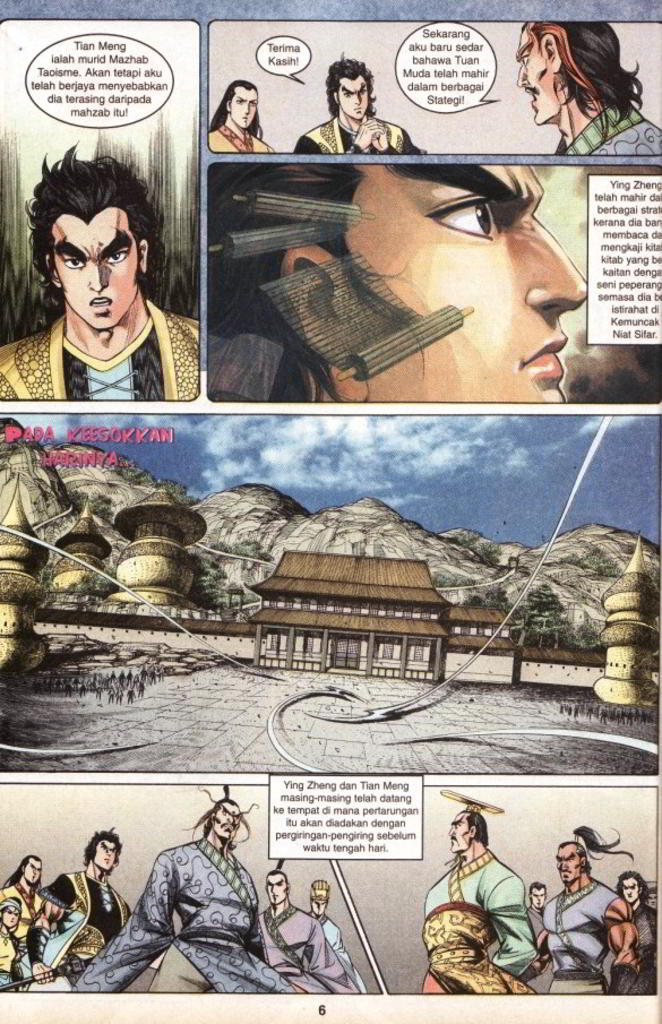 Tian Meng
ialah murid Mazhab
Taoisme. Akan tetapi aku
telah berjaya menyebabkan
dia terasing daripada
mahzab itu!
Terima
Kasih!
Sekarang
aku baru sedar
bahawa Tuan
Muda telah mahir
dalam berbagai
Stategi!
Ying Zheng
telah mahir
berbagai
kerana dia
membaca
mengkaji
kitab yang
kaitan
seni
semasa dia
istirahat di
Kemuncak
Niat Sifar.
PADA KEESOKKAN
HARINYA...
Ying Zheng dan Tian Meng
masing-masing telah datang
ke tempat di mana pertarungan
itu akan diadakan dengan
pergiringan-pengiring sebelum
waktu tengah hari.
6